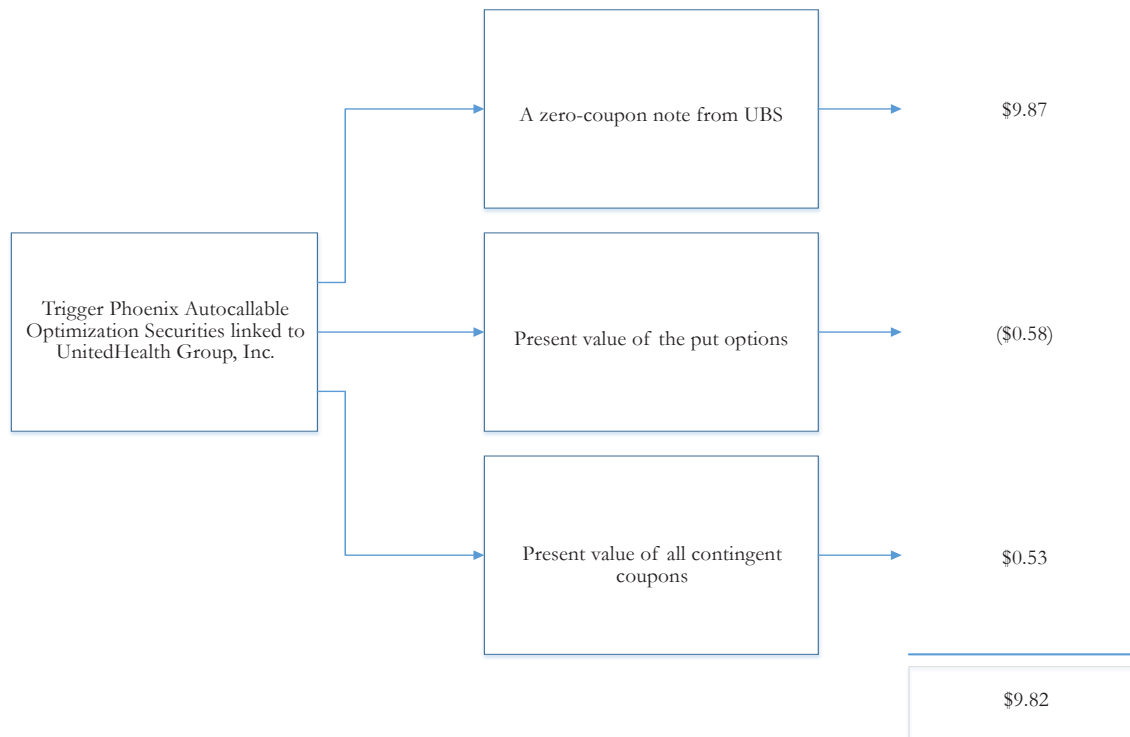 A zero-coupon note from UBS
$9.87
Trigger Phoenix Autocallable
Optimization Securities linked to
UnitedHealth Group, Inc.
Present value of the put options
($0.58)
Present value of all contingent
coupons
$0.53
$9.82